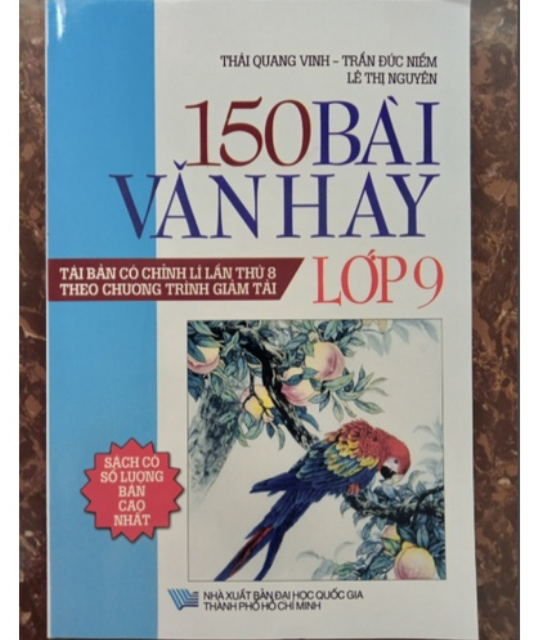 THÁI QUANG VINH – TRẦN ĐỨC NIỀM
LÊ THỊ NGUYÊN
150 BÀI
VĂN HAY
LỚP 9
TÁI BẢN CÓ CHỈNH LÍ LẦN THỨ 8
THEO CHƯƠNG TRÌNH GIẢM TẢI
SÁCH CÓ
SỐ LƯỢNG
BÁN
CAO
NHẤT
NHÀ XUẤT BẢN ĐẠI HỌC QUỐC GIA
THÀNH PHỐ HỒ CHÍ MINH